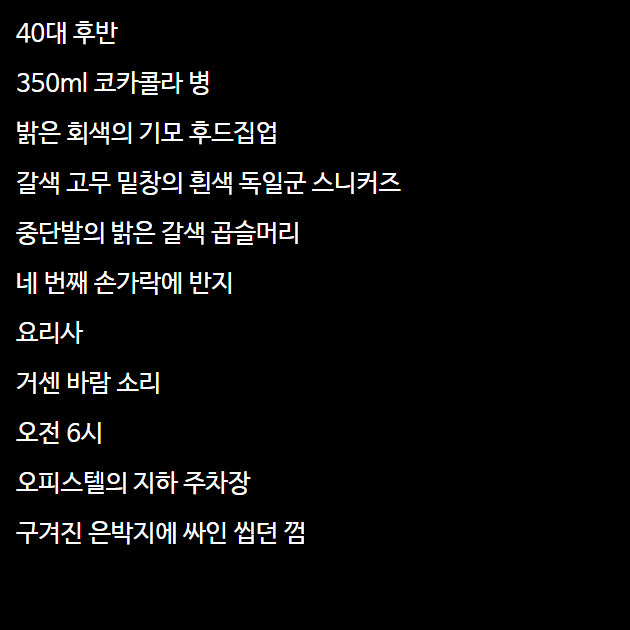 40대 후반
350ml 코카콜라 병
밝은 회색의 기모 후드집업
갈색 고무 밑창의 흰색 독일군 스니커즈
중단발의 밝은 갈색 곱슬머리
네 번째 손가락에 반지
요리사
거센 바람 소리
오전 6시
오피스텔의 지하 주차장
구겨진 은박지에 싸인 씹던 껌